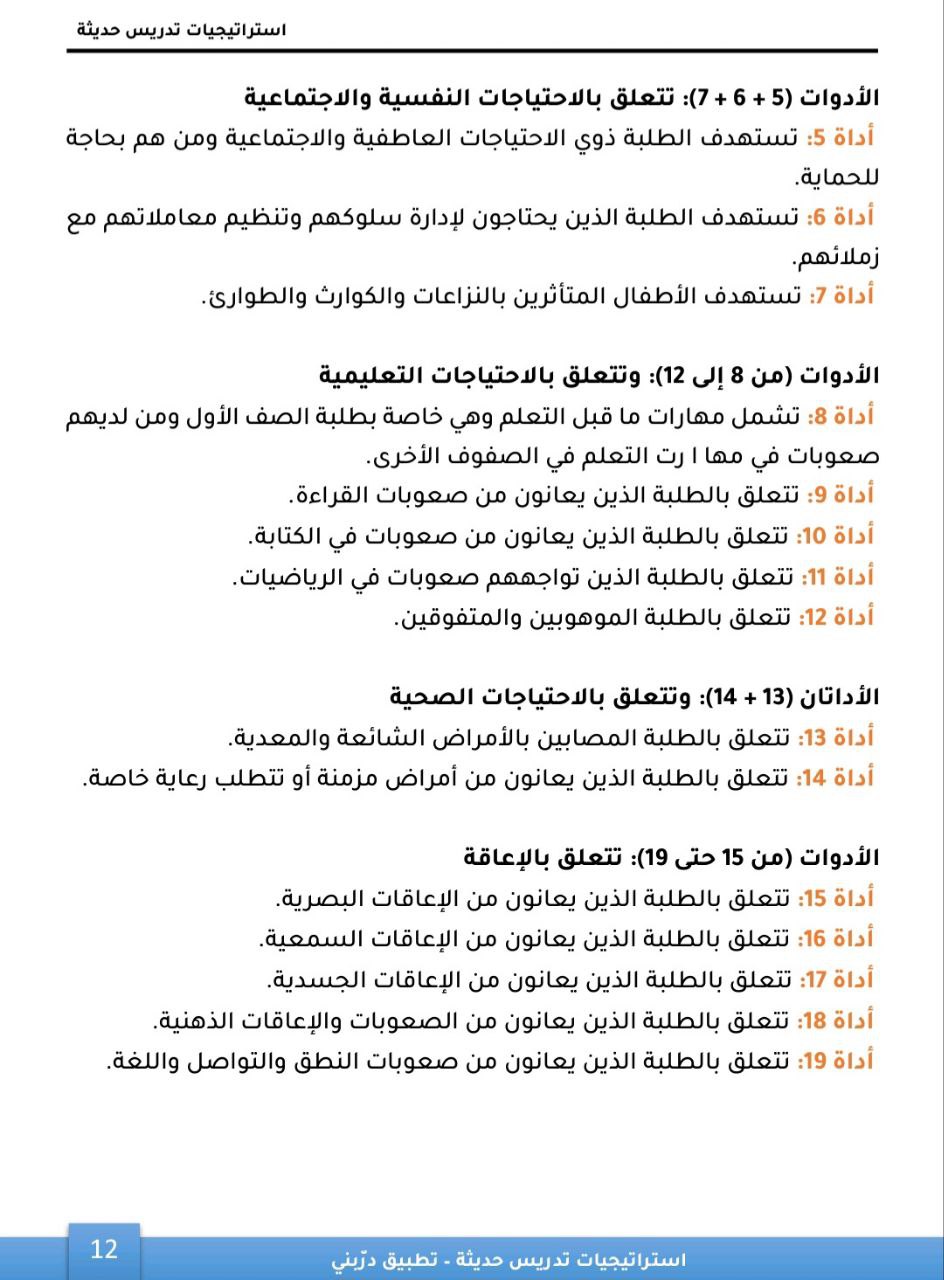 استراتيجيات تدريس حديثة
الأدوات (5 + 6 + 7): تتعلق بالاحتياجات النفسية والاجتماعية
أداة 5: تستهدف الطلبة ذوي الاحتياجات العاطفية والاجتماعية ومن هم بحاجة
للحماية.
أداة 6: تستهدف الطلبة الذين يحتاجون لإدارة سلوكهم وتنظيم معاملاتهم مع
زملائهم.
أداة 7: تستهدف الأطفال المتأثرين بالنزاعات والكوارث والطوارئ.
الأدوات (من 8 إلى 12): وتتعلق بالاحتياجات التعليمية
أداة 8: تشمل مهارات ما قبل التعلم وهي خاصة بطلبة الصف الأول ومن لديهم
صعوبات في مها ا رت التعلم في الصفوف الأخرى.
أداة 9: تتعلق بالطلبة الذين يعانون من صعوبات القراءة.
أداة 10: تتعلق بالطلبة الذين يعانون من صعوبات في الكتابة.
أداة 11: تتعلق بالطلبة الذين تواجههم صعوبات في الرياضيات.
أداة 12: تتعلق بالطلبة الموهوبين والمتفوقين.
الأداتان (13 + 14): وتتعلق بالاحتياجات الصحية
أداة 13: تتعلق بالطلبة المصابين بالأمراض الشائعة والمعدية.
أداة 14: تتعلق بالطلبة الذين يعانون من أمراض مزمنة أو تتطلب رعاية خاصة.
الأدوات (من 15 حتى 19): تتعلق بالإعاقة
أداة 15: تتعلق بالطلبة الذين يعانون من الإعاقات البصرية.
أداة 16: تتعلق بالطلبة الذين يعانون من الإعاقات السمعية.
أداة 17: تتعلق بالطلبة الذين يعانون من الإعاقات الجسدية.
أداة 18: تتعلق بالطلبة الذين يعانون من الصعوبات والإعاقات الذهنية.
أداة 19: تتعلق بالطلبة الذين يعانون من صعوبات النطق والتواصل واللغة.
استراتيجيات تدريس حديثة - تطبيق درّبني
12